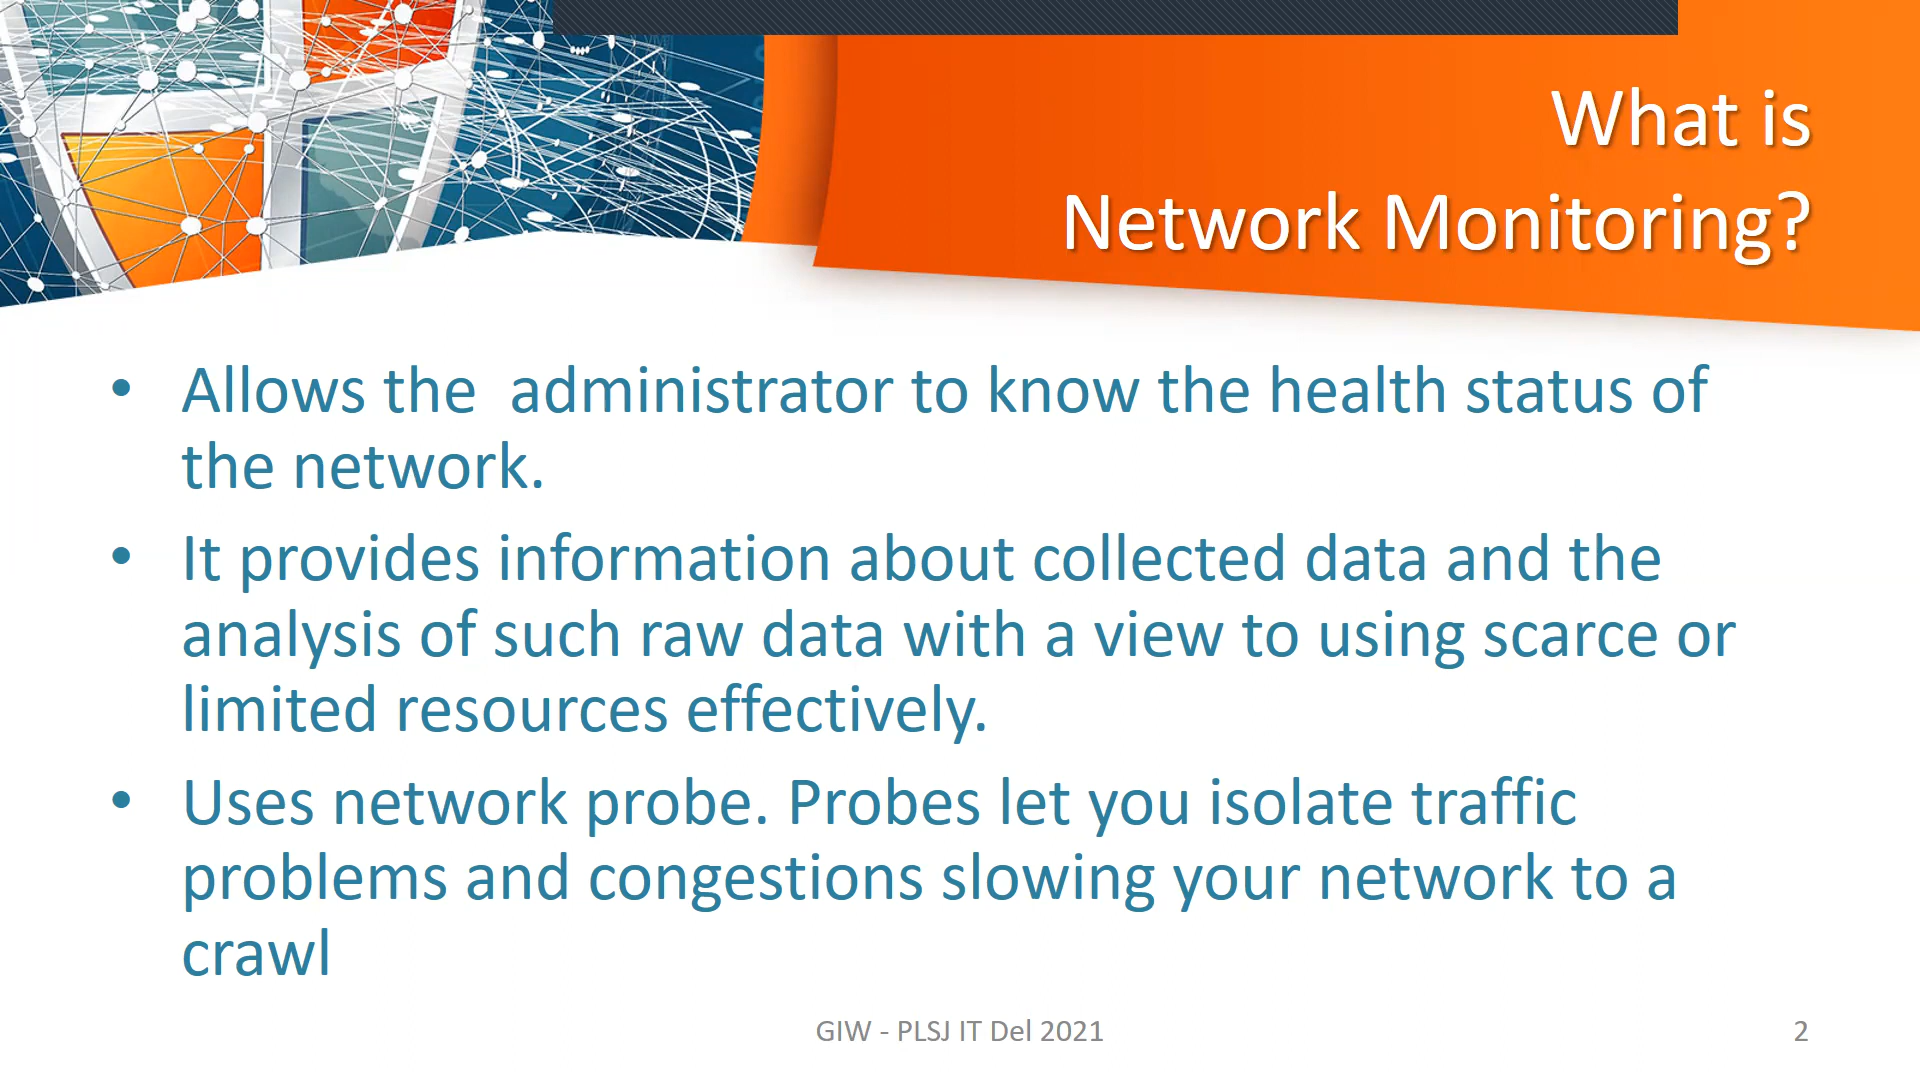 What is
Network Monitoring?
• Allows the  administrator to know the health status of
the network.
• It provides information about collected data and the
analysis of such raw data with a view to using scarce or
limited resources effectively.
• Uses network probe. Probes let you isolate traffic
problems and congestions slowing your network to a
crawl
GIW - PLSJ IT Del 2021
2